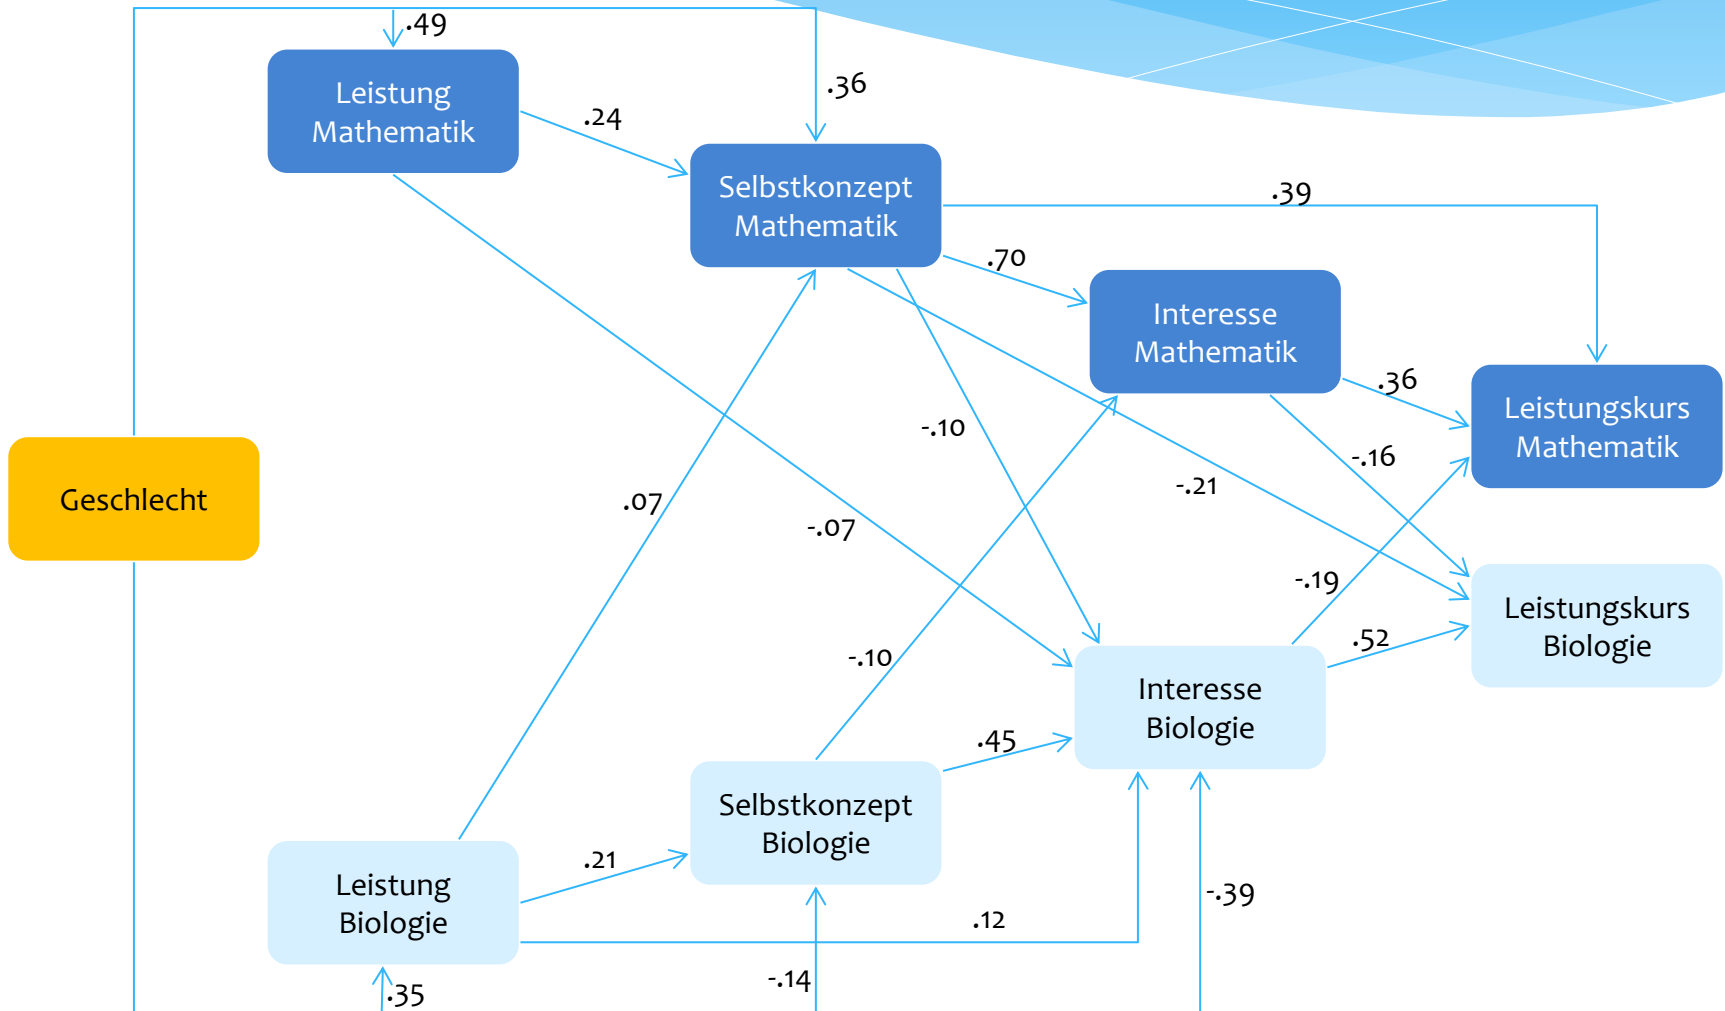 .49
Leistung
Mathematik
.36
.24
Selbstkonzept
Mathematik
.39
.70
Interesse
Mathematik
.36
Leistungskurs
Mathematik
-.10
-.16
-.21
Geschlecht
.07
-.07
-.19
Leistungskurs
Biologie
.52
-.10
Interesse
Biologie
.45
Selbstkonzept
Biologie
.21
Leistung
Biologie
.12
-.39
-.14
.35